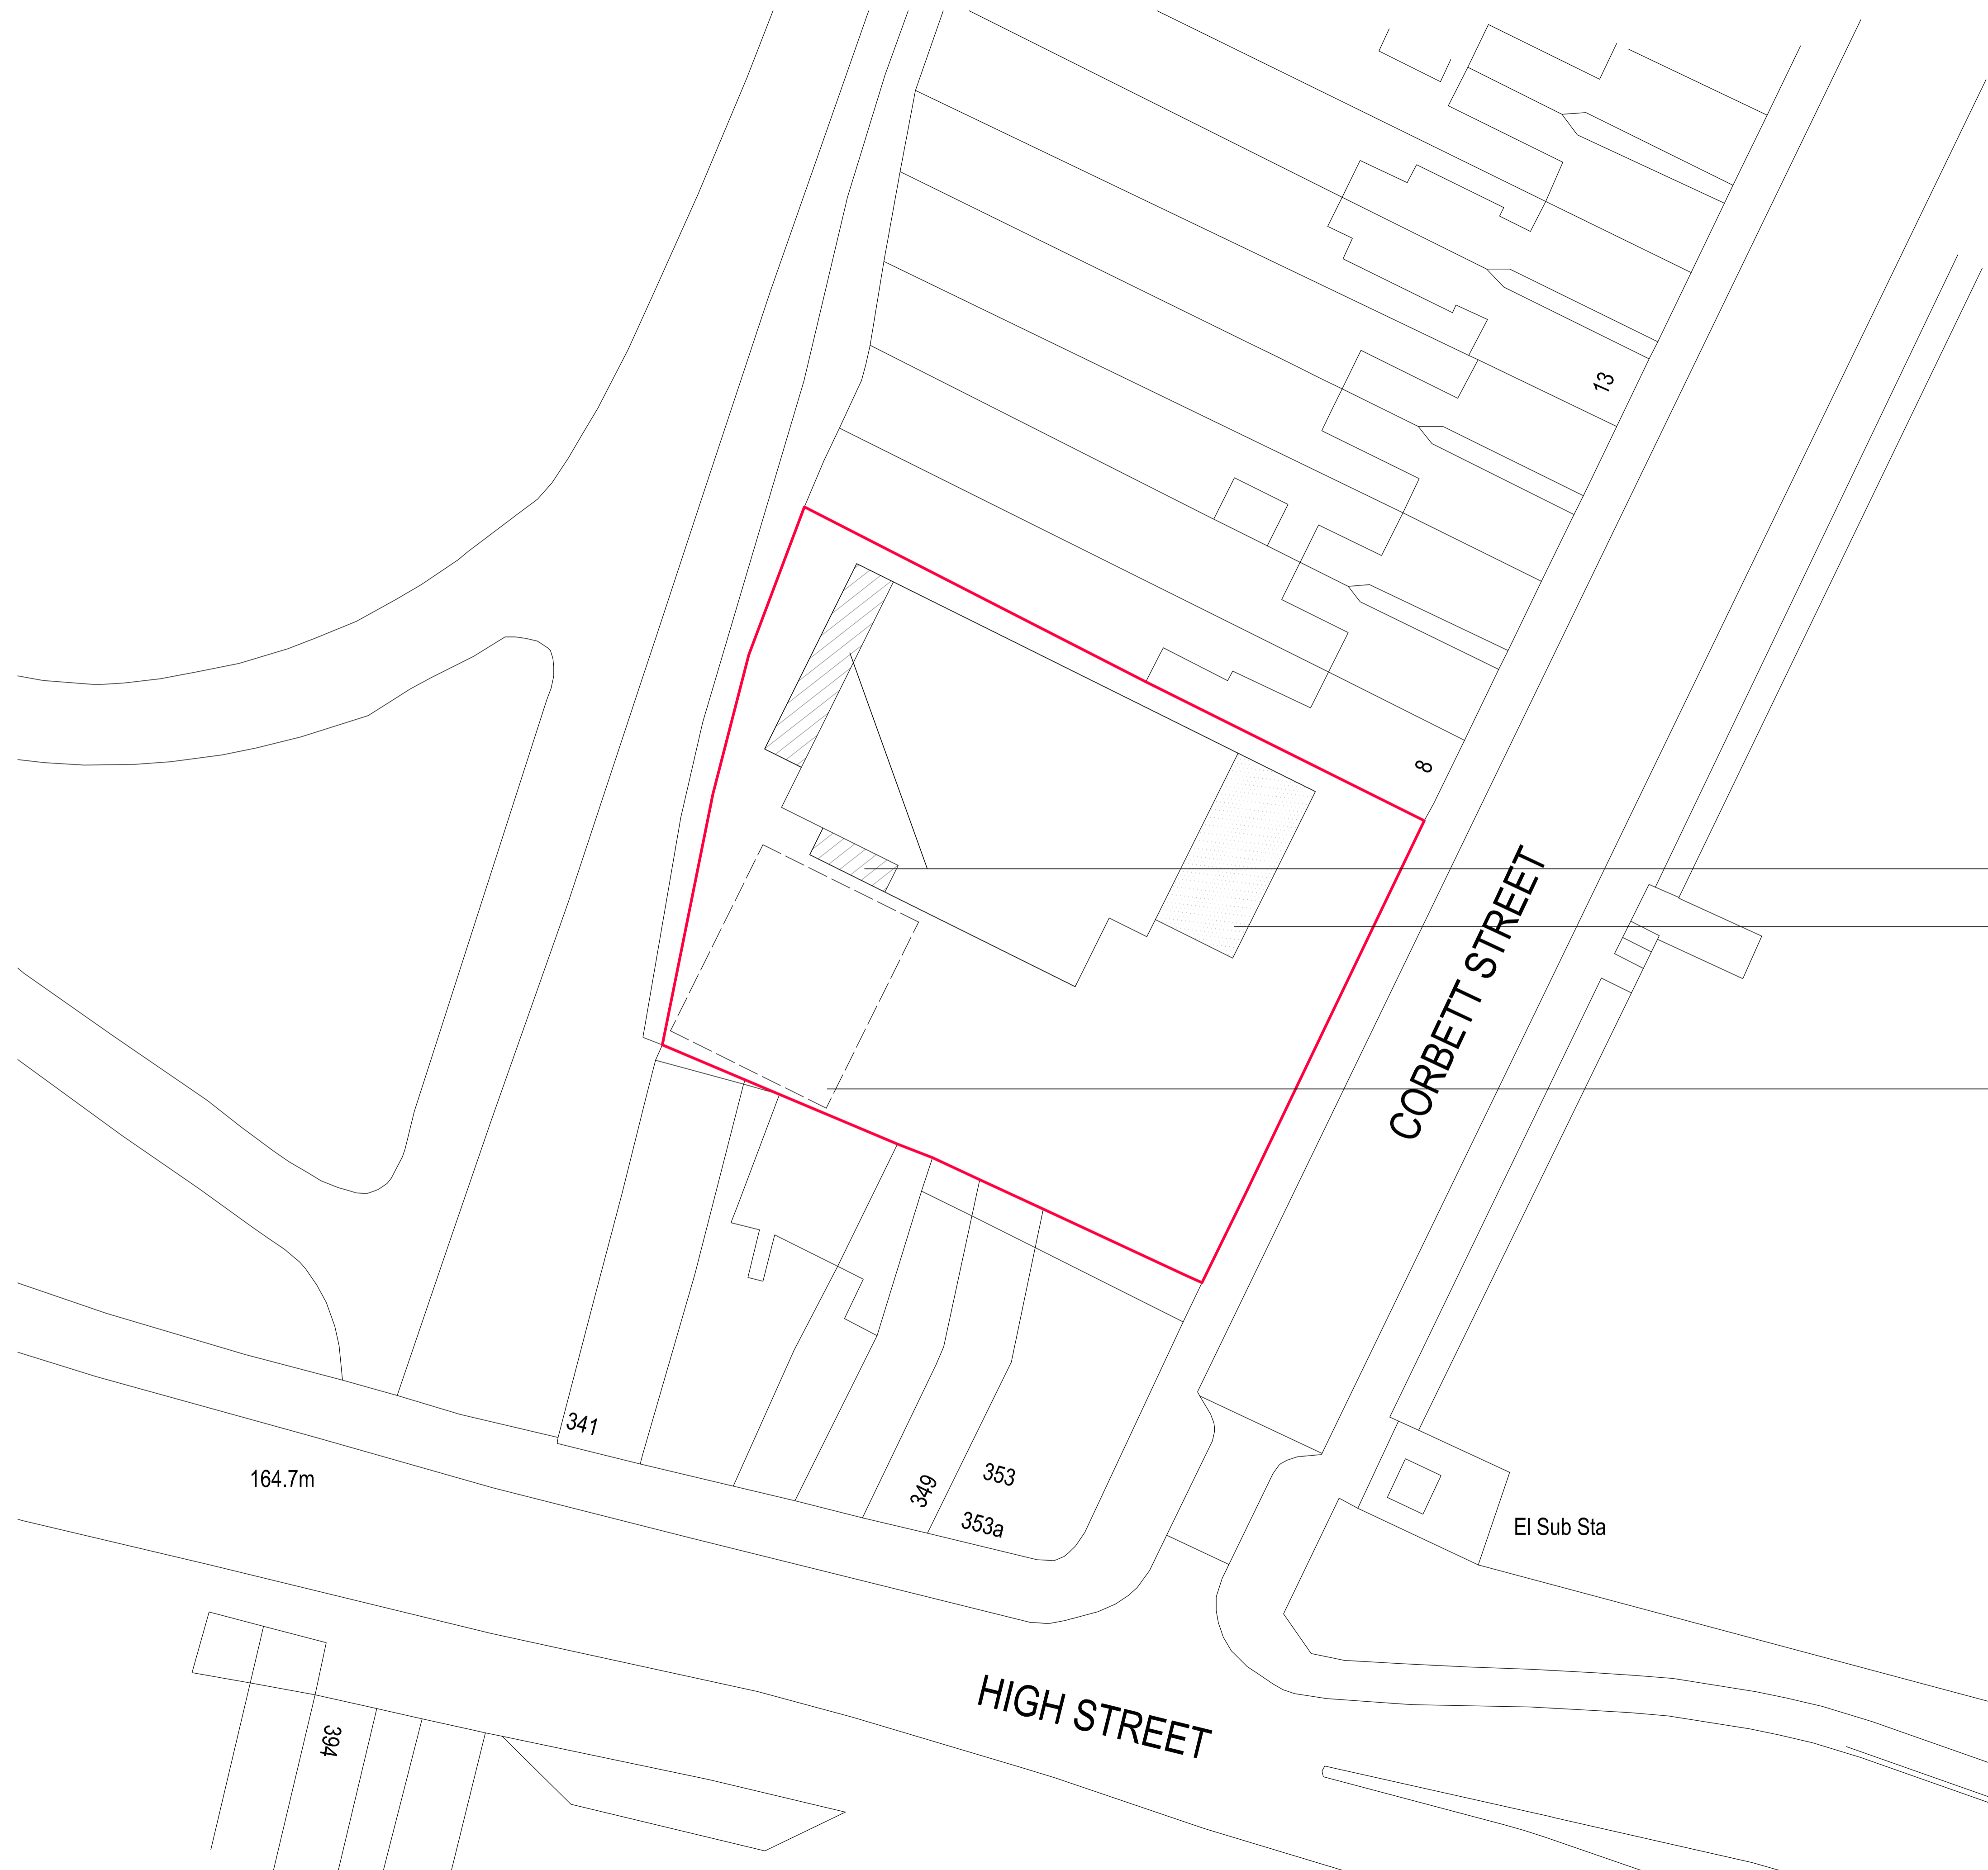 13
8
CORBETT STREET
341
164.7m
349
353
353a
El Sub Sta
HIGH STREET
394